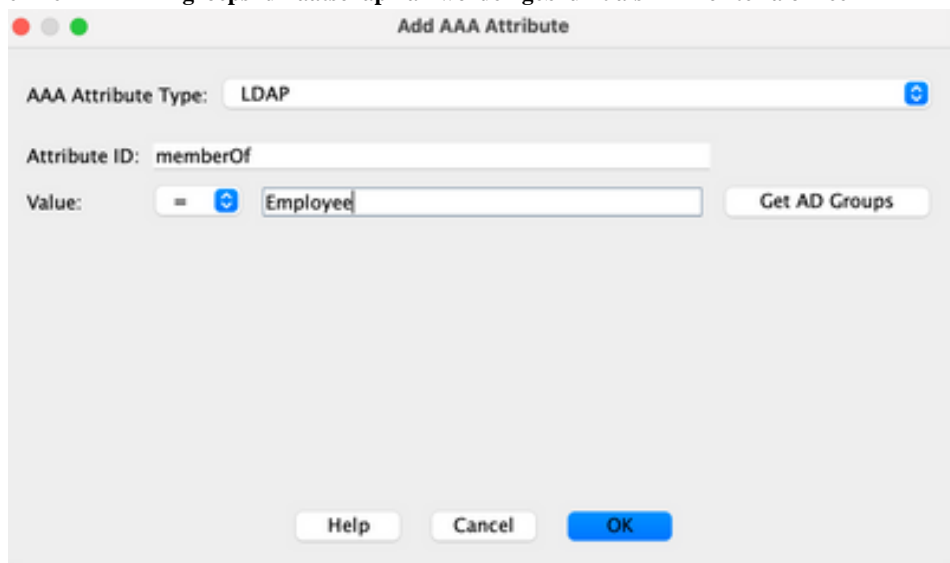 Add AAA Attribute
AAA Attribute Type: LDAP
Attribute ID: memberOf
Value: = Employee Get AD Groups
Help Cancel OK